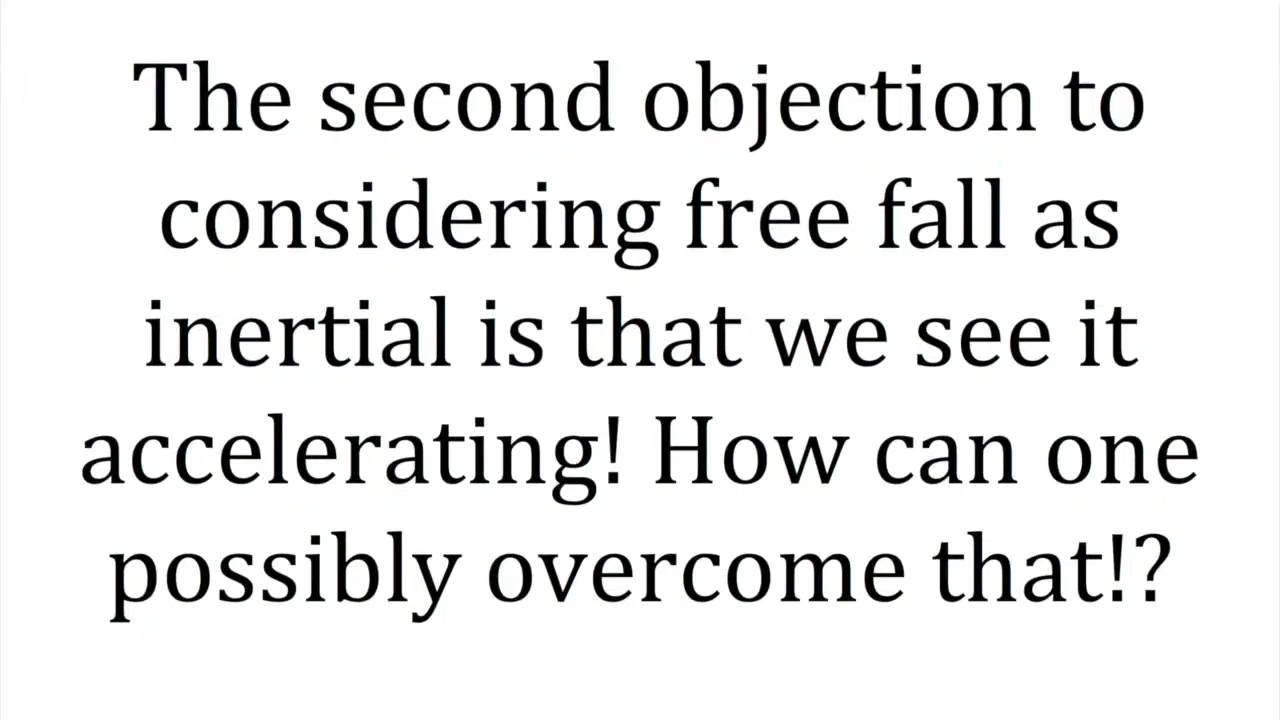 The second objection to
considering free fall as
inertial is that we see it
accelerating! How can one
possibly overcome that!?